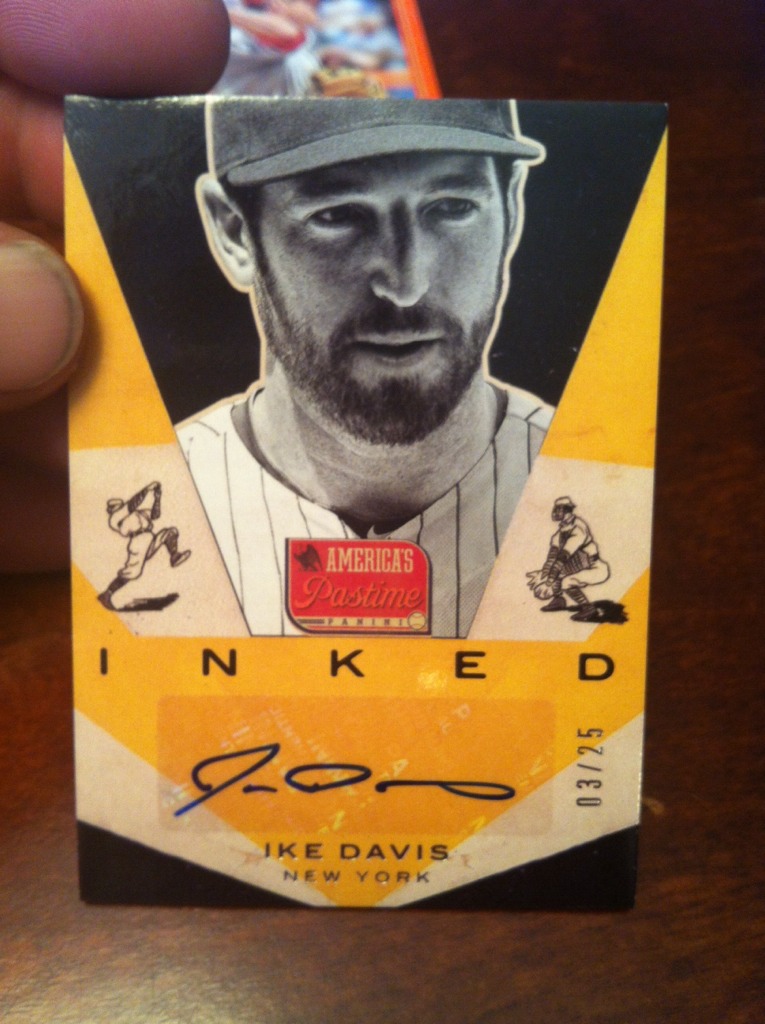 AMERICA'S
Pastime
PANINI
INKED
03/25
IKE DAVIS
NEW YORK